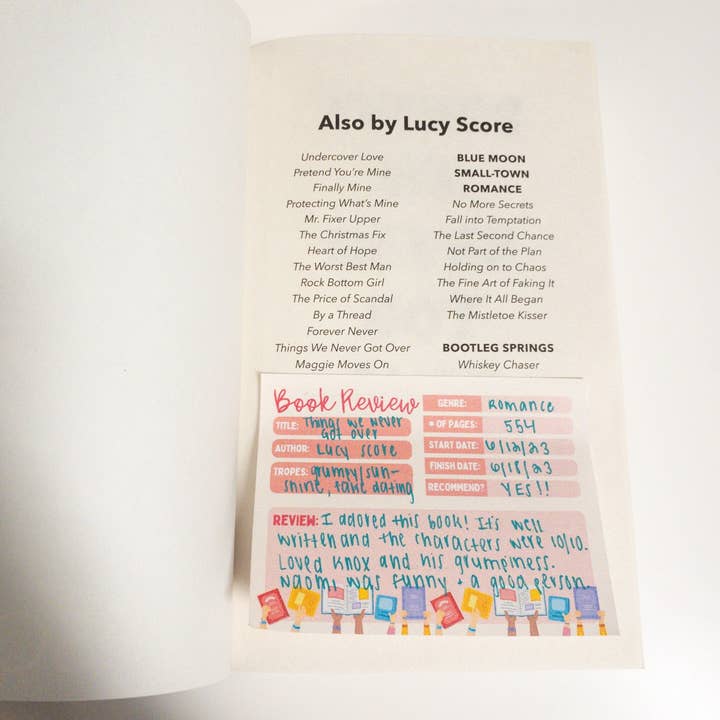 Also by Lucy Score
Undercover Love
Pretend You're Mine
Finally Mine
Protecting What's Mine
Mr. Fixer Upper
The Christmas Fix
Heart of Hope
The Worst Best Man
Rock Bottom Girl
The Price of Scandal
By a Thread
Forever Never
Things We Never Got Over
Maggie Moves On
BLUE MOON
SMALL-TOWN
ROMANCE
No More Secrets
Fall into Temptation
The Last Second Chance
Not Part of the Plan
Holding on to Chaos
The Fine Art of Faking It
Where It All Began
The Mistletoe Kisser
BOOTLEG SPRINGS
Whiskey Chaser
Book Review
TITLE: Things we never
got over
AUTHOR: Lucy Score
TROPES: grumpy/sun-
shine, fake dating
GENRE: Romance
# OF PAGES: 554
START DATE: 6/12/23
FINISH DATE: 6/18/23
RECOMMEND? YES!!
REVIEW: I adored this book! It's well
written and the characters were 10/10.
Loved Knox and his grumpiness.
Naomi was funny + a good person